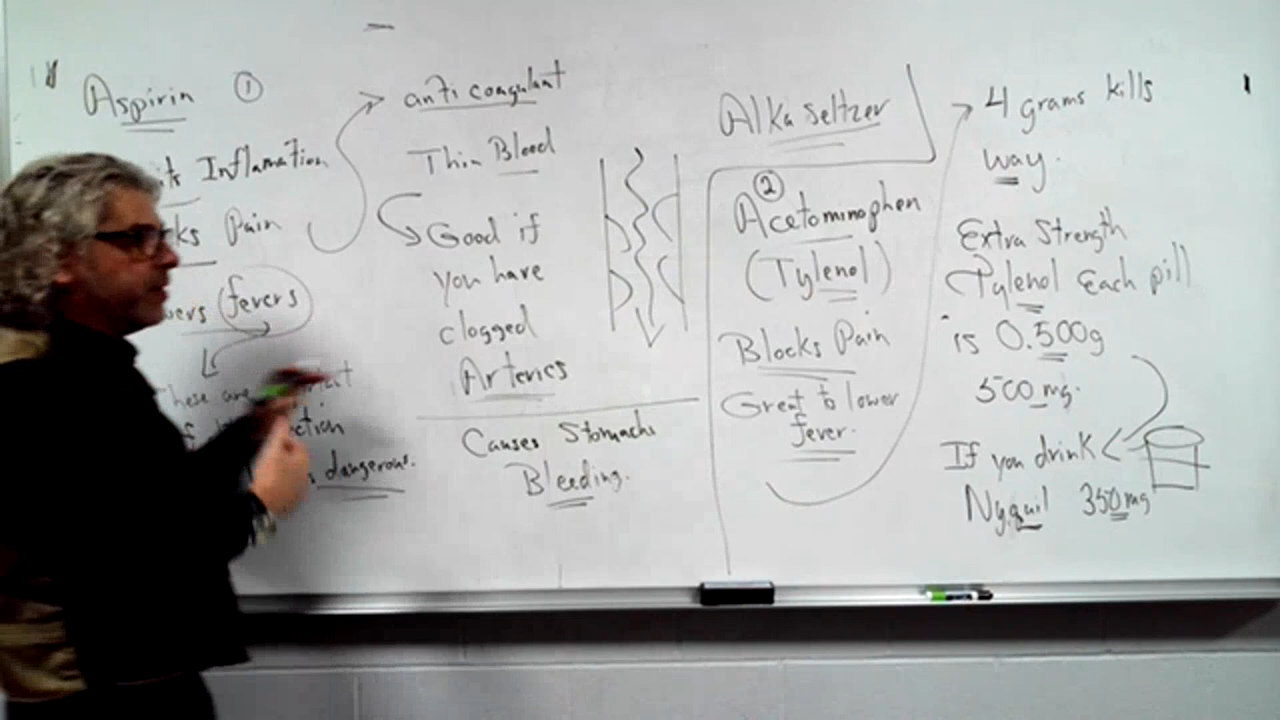 Aspirin ①
Inflamation
Pain
fevers
These are
dangerous.
anti coagulant
Thin Blood
Good if
you have
clogged
Arteries
Causes Stomach
Bleeding.
Alka Seltzer
②
Acetominophen
(Tylenol)
Blocks Pain
Great to lower
fever.
4 grams kills
way.
Extra Strength
Tylenol Each pill
is 0.500g
500 mg.
If you drink
Nyquil 350mg